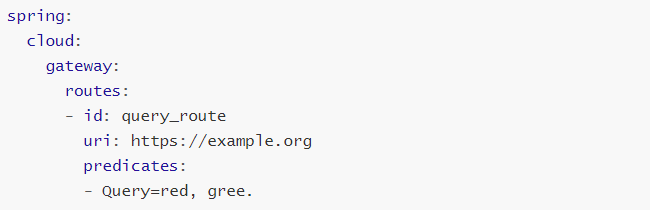 spring:
  cloud:
    gateway:
      routes:
      - id: query_route
        uri: https://example.org
        predicates:
        - Query=red, gree.